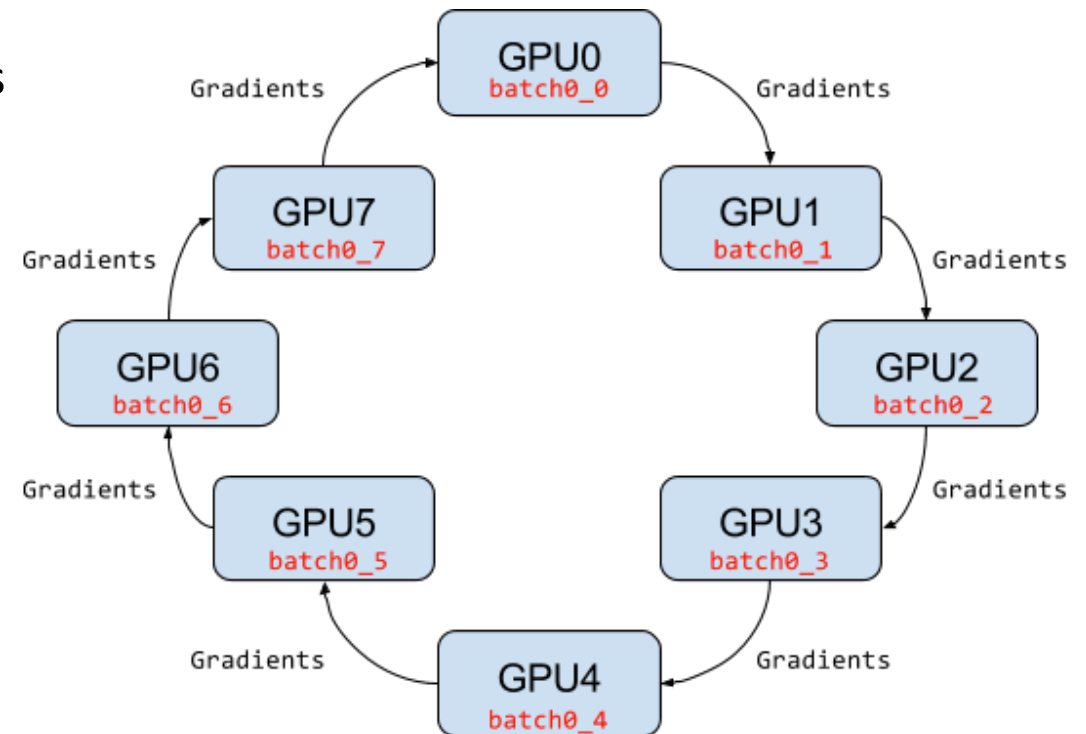 GPU0
batch0_0
Gradients
Gradients
s
GPU7
batch0_7
GPU1
batch0_1
Gradients
Gradients
GPU6
batch0_6
GPU2
batch0_2
Gradients
Gradients
GPU5
batch0_5
GPU3
batch0_3
Gradients
Gradients
GPU4
batch0_4